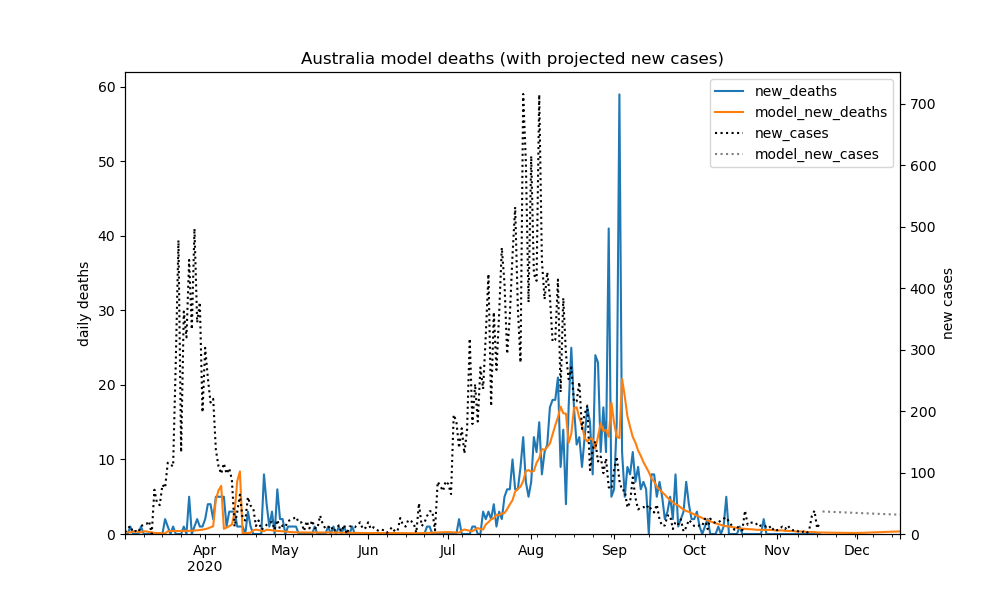 Australia model deaths (with projected new cases)
60
50
40
30
20
10
0
daily deaths
700
600
500
400
300
200
100
0
new cases
new_deaths
model_new_deaths
new_cases
model_new_cases
Apr May Jun Jul Aug Sep Oct Nov Dec
2020